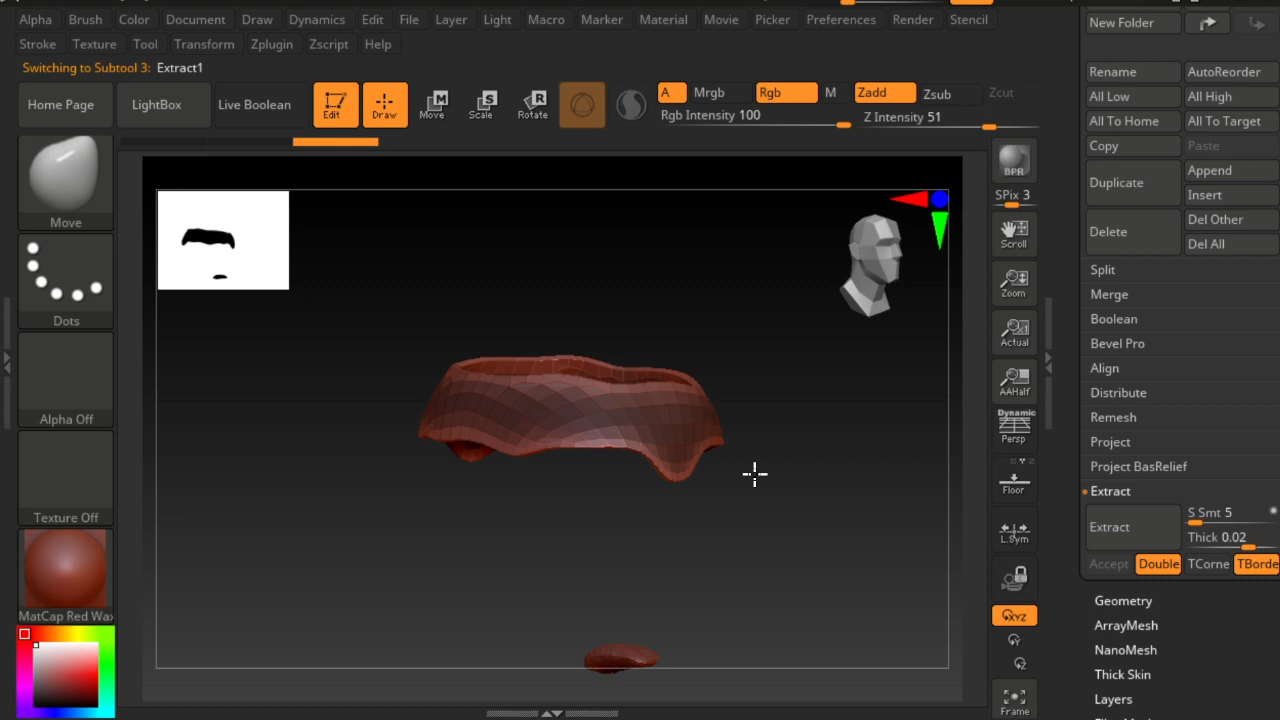 Alpha Brush Color Document Draw Dynamics Edit File Layer Light Macro Marker Material Movie Picker Preferences Render Stencil
Stroke Texture Tool Transform Zplugin Zscript Help
Switching to Subtool 3: Extract1
Home Page LightBox Live Boolean Edit Draw Move Scale Rotate
A Mrgb Rgb M Zadd Zsub Zcut
Rgb Intensity 100 Z Intensity 51
Move
Dots
Alpha Off
Texture Off
MatCap Red Wax
BPR
SPix 3
Scroll
Zoom
Actual
AAHalf
Dynamic
Persp
Floor
L.Sym
XYZ
Frame
New Folder
Rename AutoReorder
All Low All High
All To Home All To Target
Copy Paste
Duplicate Append
Insert
Delete Del Other
Del All
Split
Merge
Boolean
Bevel Pro
Align
Distribute
Remesh
Project
Project BasRelief
Extract
Extract S Smt 5
Thick 0.02
Accept Double TCorne TBorde
Geometry
ArrayMesh
NanoMesh
Thick Skin
Layers